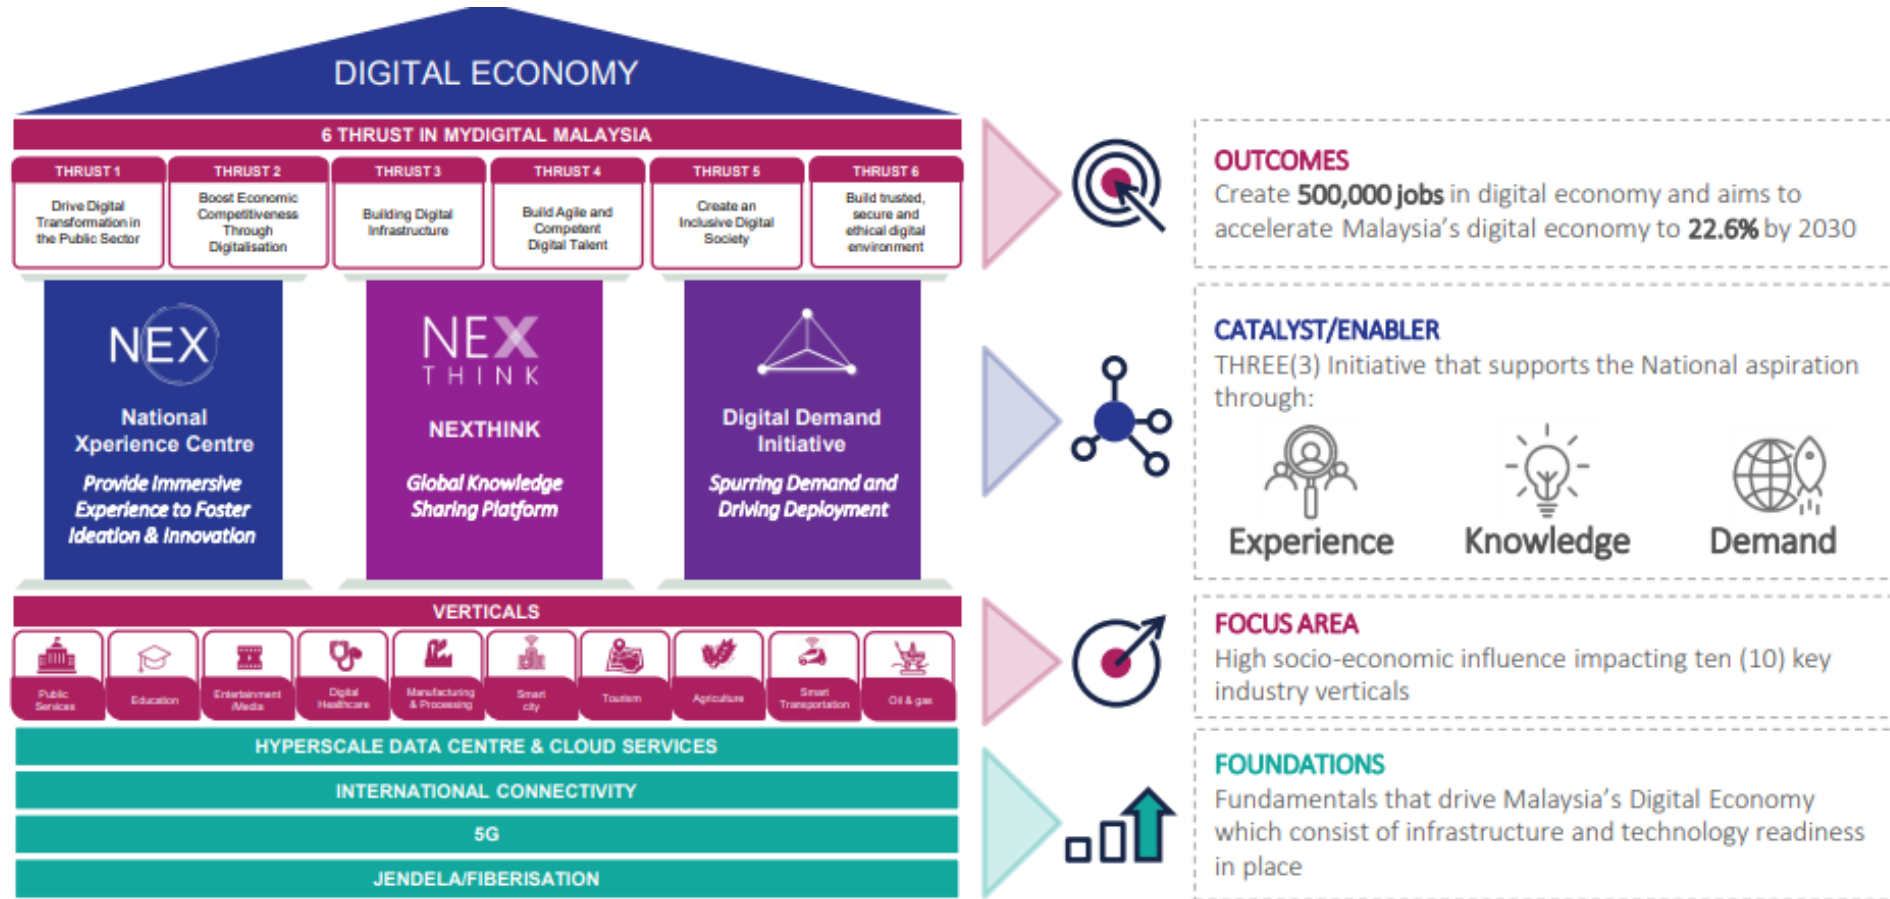 DIGITAL ECONOMY
6 THRUST IN MYDIGITAL MALAYSIA
THRUST 1
Drive Digital
Transformation in
the Public Sector
THRUST 2
Boost Economic
Competitiveness
Through
Digitalisation
THRUST 3
Building Digital
Infrastructure
THRUST 4
Build Agile and
Competent
Digital Talent
THRUST 5
Create an
Inclusive Digital
Society
THRUST 6
Build trusted,
secure and
ethical digital
environment
NEX
National
Xperience Centre
Provide Immersive
Experience to Foster
Ideation & Innovation
NEX
THINK
NEXTHINK
Global Knowledge
Sharing Platform
Digital Demand
Initiative
Spurring Demand and
Driving Deployment
VERTICALS
Public
Services
Education
Entertainment
/Media
Digital
Healthcare
Manufacturing
& Processing
Smart
city
Tourism
Agriculture
Smart
Transportation
Oil & gas
HYPERSCALE DATA CENTRE & CLOUD SERVICES
INTERNATIONAL CONNECTIVITY
5G
JENDELA/FIBERISATION
OUTCOMES
Create 500,000 jobs in digital economy and aims to
accelerate Malaysia's digital economy to 22.6% by 2030
CATALYST/ENABLER
THREE(3) Initiative that supports the National aspiration
through:
Experience
Knowledge
Demand
FOCUS AREA
High socio-economic influence impacting ten (10) key
industry verticals
FOUNDATIONS
Fundamentals that drive Malaysia's Digital Economy
which consist of infrastructure and technology readiness
in place